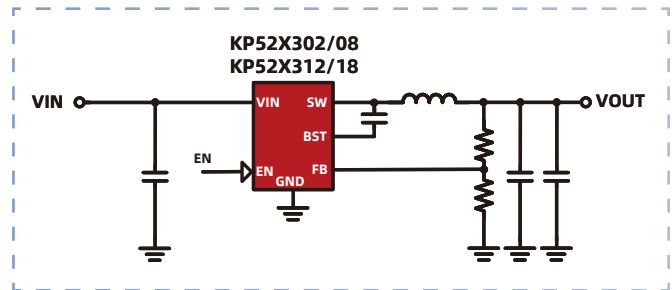 KP52X302/08
KP52X312/18
VIN
VIN
SW
VOUT
BST
EN
EN
FB
GND